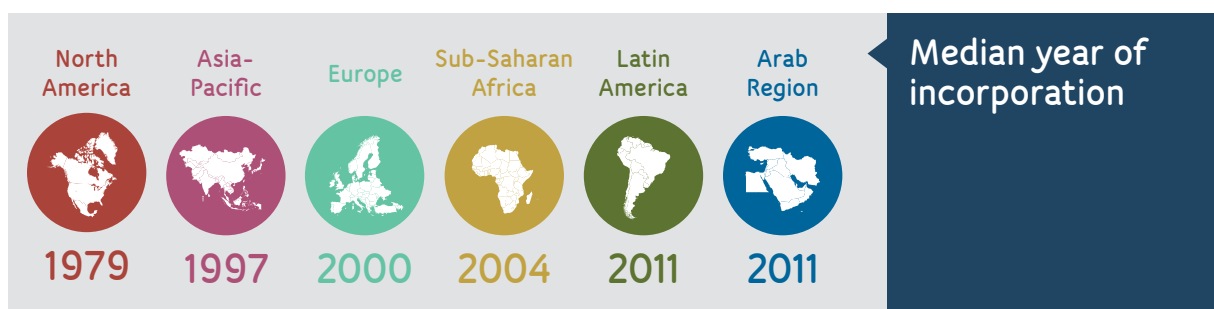 North
America
1979
Asia-
Pacific
1997
Europe
2000
Sub-Saharan
Africa
2004
Latin
America
2011
Arab
Region
2011
Median year of
incorporation